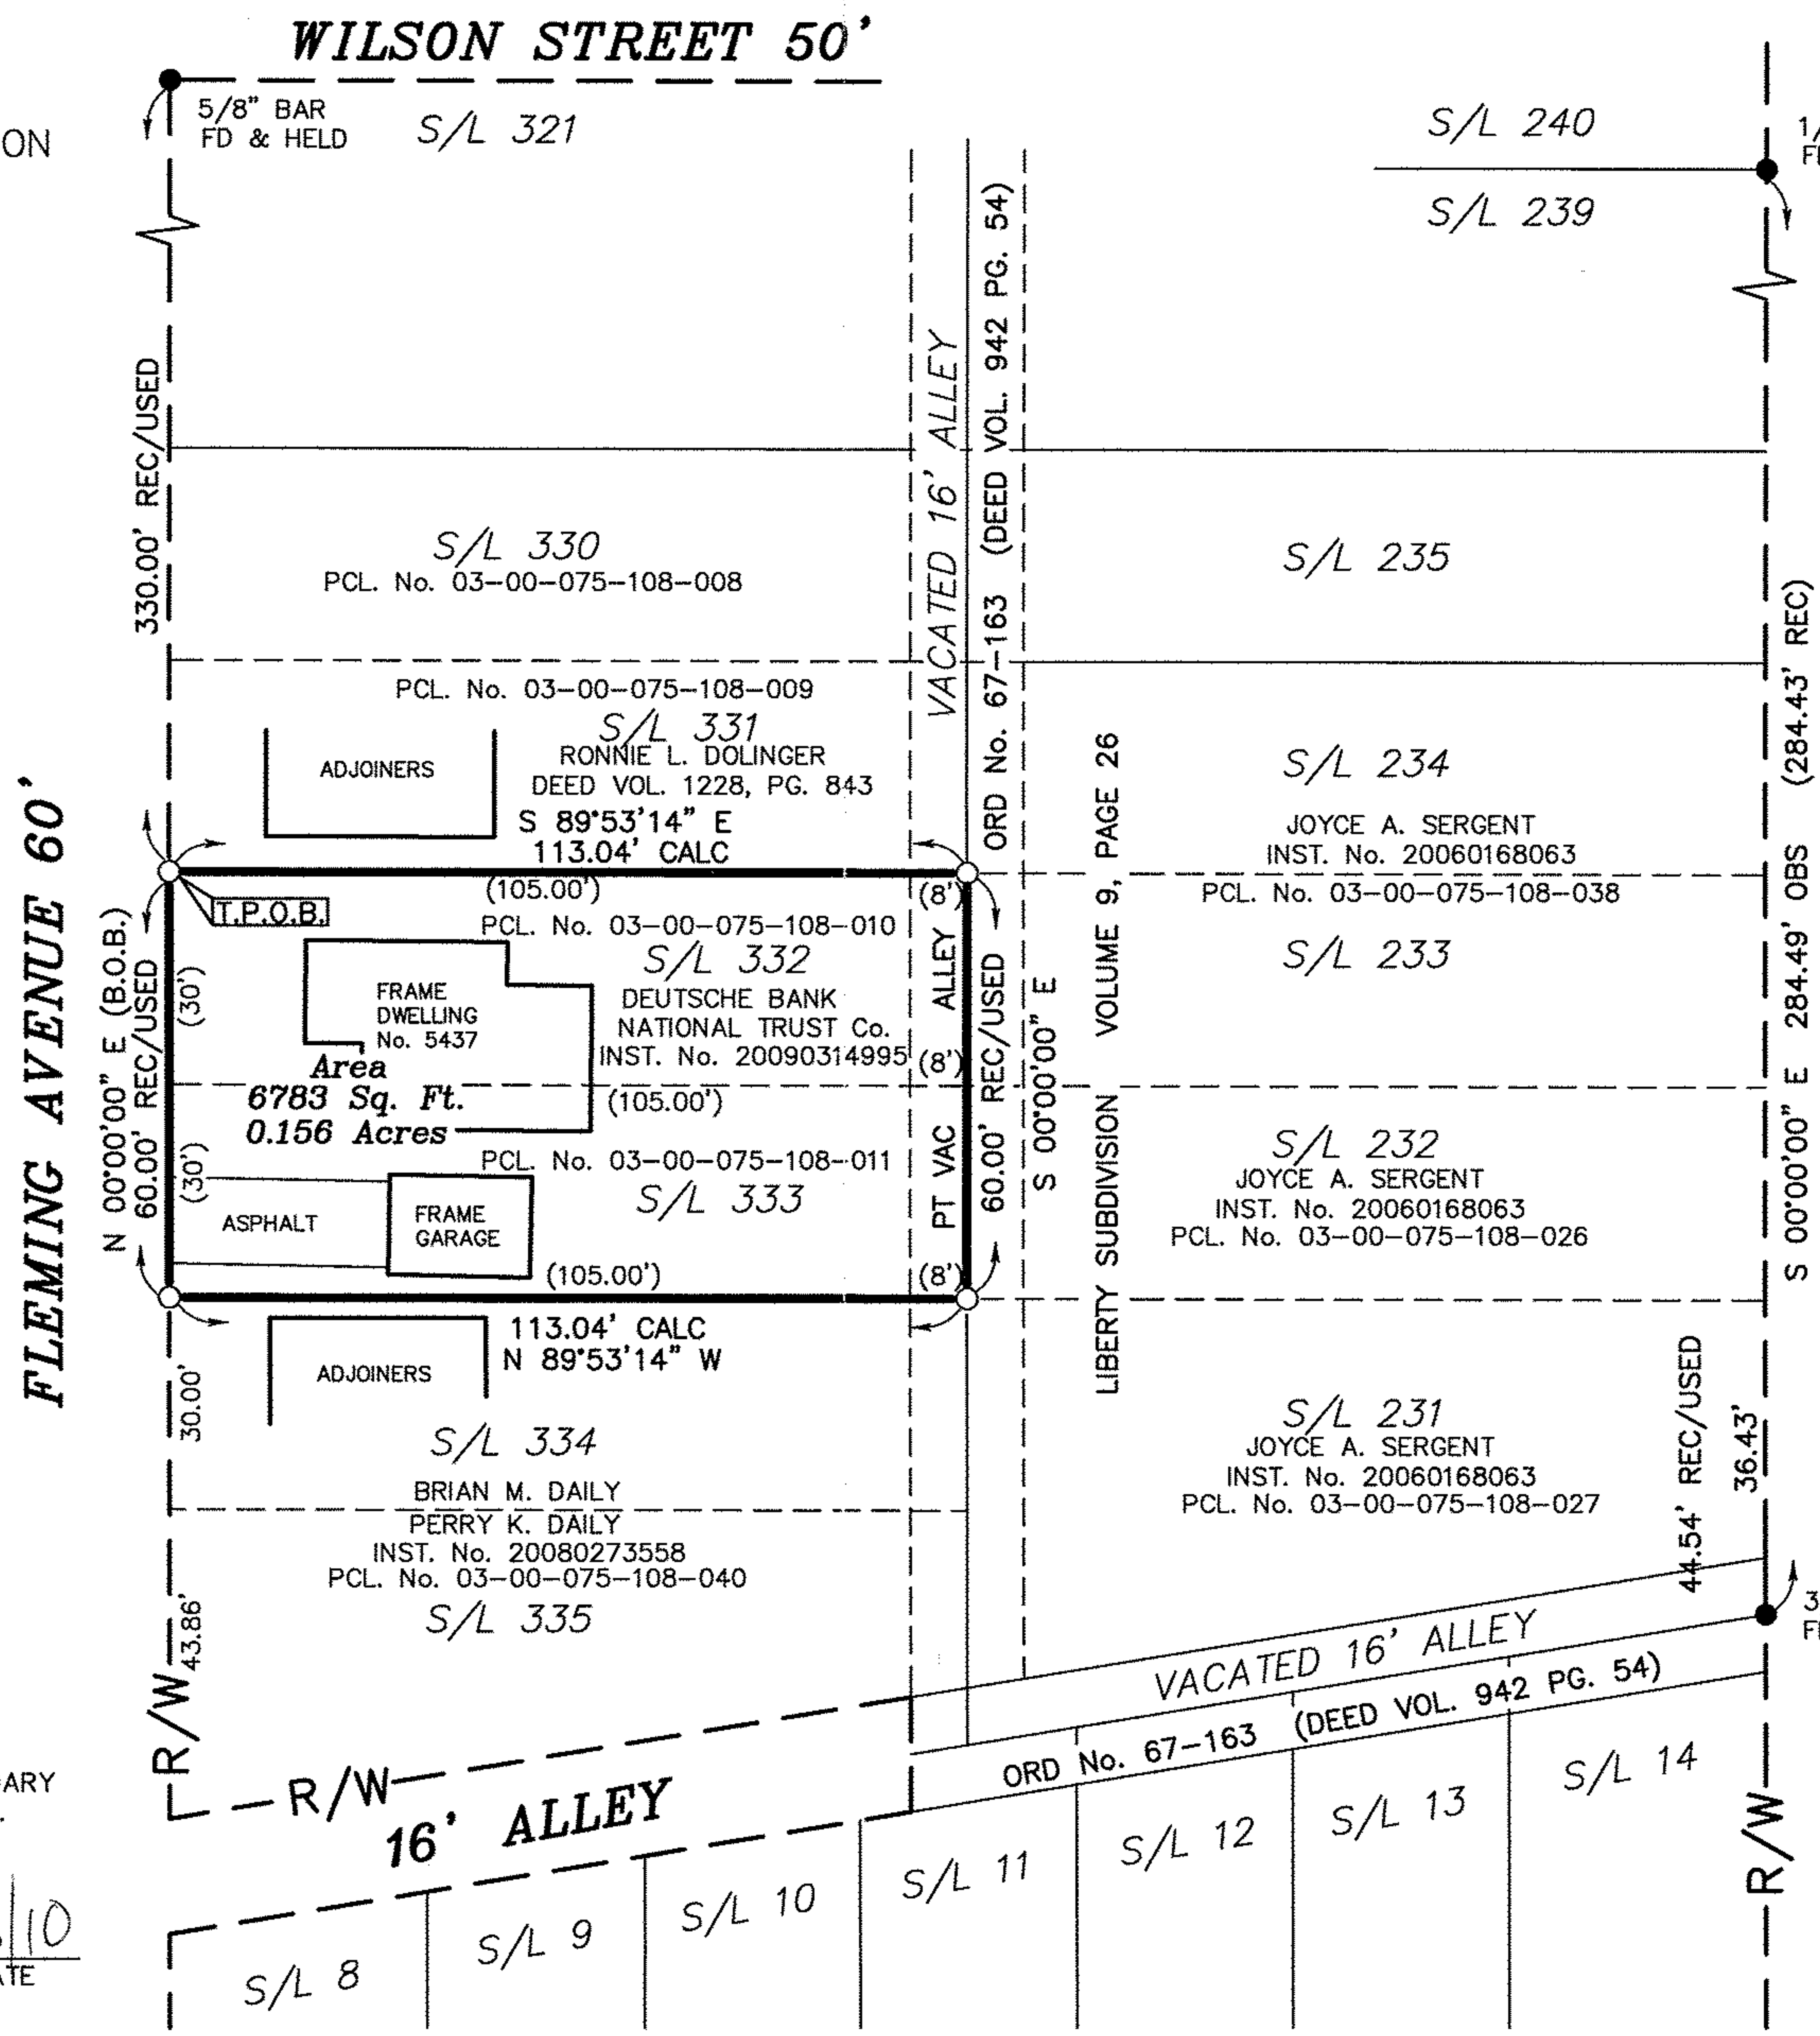 WILSON STREET 50'
5/8" BAR
FD & HELD
S/L 321
S/L 240
S/L 239
ON
330.00' REC/USED
VACATED 16' ALLEY
ORD No. 67-163 (DEED VOL. 942 PG. 54)
S/L 330
PCL. No. 03-00-075-108-008
S/L 235
PCL. No. 03-00-075-108-009
S/L 331
RONNIE L. DOLINGER
DEED VOL. 1228, PG. 843
ADJOINERS
S 89°53'14" E
113.04' CALC
(105.00')
(8')
T.P.O.B.
S/L 234
JOYCE A. SERGENT
INST. No. 20060168063
PCL. No. 03-00-075-108-038
S/L 233
LIBERTY SUBDIVISION VOLUME 9, PAGE 26
S 00°00'00" E 284.49' OBS (284.43' REC)
FLEMING AVENUE 60'
N 00°00'00" E (B.O.B.)
60.00' REC/USED
(30')
(30')
PCL. No. 03-00-075-108-010
S/L 332
DEUTSCHE BANK
NATIONAL TRUST Co.
INST. No. 20090314995
FRAME
DWELLING
No. 5437
Area
6783 Sq. Ft.
0.156 Acres
(105.00')
(8')
PT VAC ALLEY
60.00' REC/USED
S 00°00'00" E
PCL. No. 03-00-075-108-011
S/L 333
ASPHALT
FRAME
GARAGE
(105.00')
(8')
S/L 232
JOYCE A. SERGENT
INST. No. 20060168063
PCL. No. 03-00-075-108-026
113.04' CALC
N 89°53'14" W
ADJOINERS
30.00'
S/L 334
BRIAN M. DAILY
PERRY K. DAILY
INST. No. 20080273558
PCL. No. 03-00-075-108-040
S/L 335
43.86'
R/W
S/L 231
JOYCE A. SERGENT
INST. No. 20060168063
PCL. No. 03-00-075-108-027
44.54' REC/USED
36.43'
VACATED 16' ALLEY
ORD No. 67-163 (DEED VOL. 942 PG. 54)
R/W
16' ALLEY
R/W
S/L 8
S/L 9
S/L 10
S/L 11
S/L 12
S/L 13
S/L 14
ARY
/10